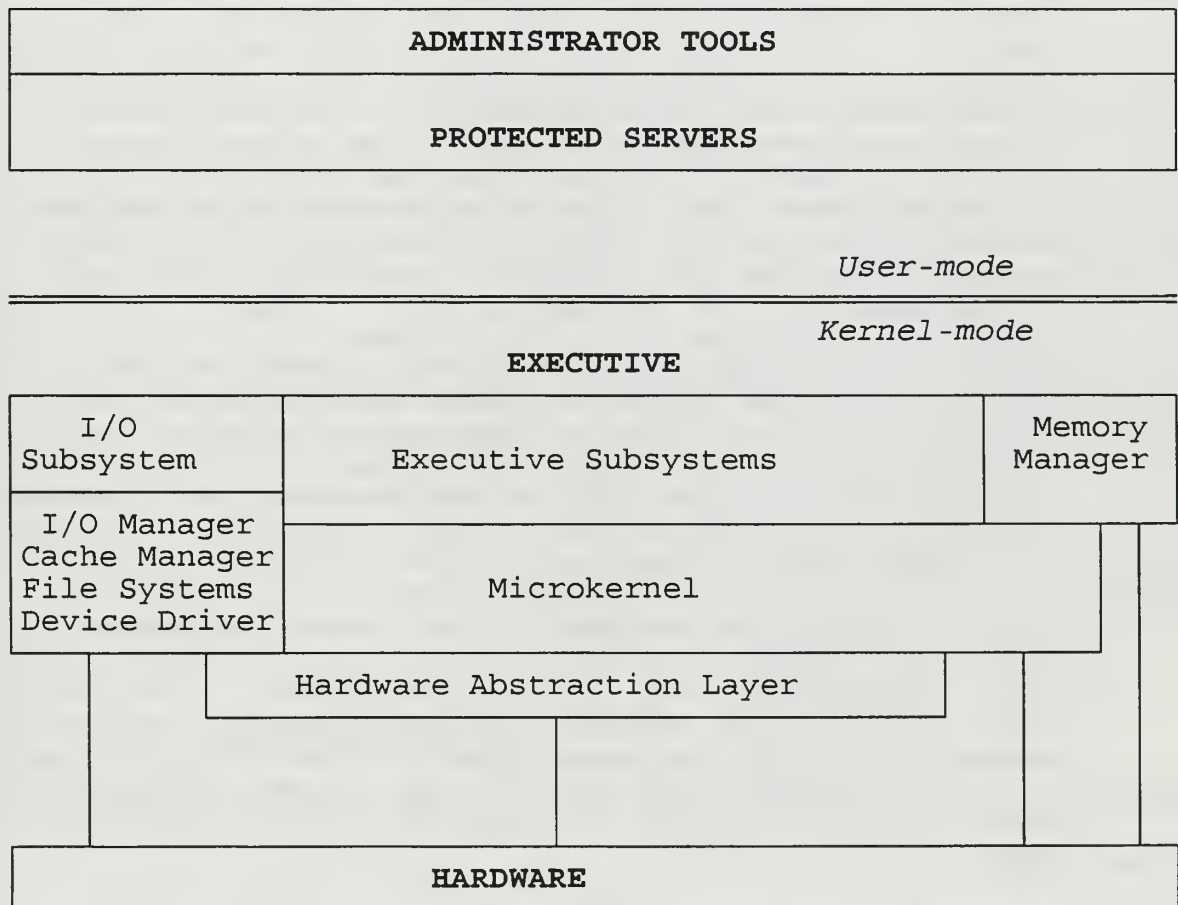 ADMINISTRATOR TOOLS
PROTECTED SERVERS
User-mode
Kernel-mode
EXECUTIVE
I/O
Subsystem
Executive Subsystems
Memory
Manager
I/O Manager
Cache Manager
File Systems
Device Driver
Microkernel
Hardware Abstraction Layer
HARDWARE